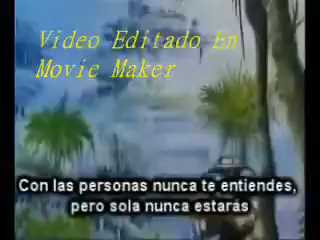 Video Editado En
Movie Maker
Con las personas nunca te entiendes,
pero sola nunca estarás